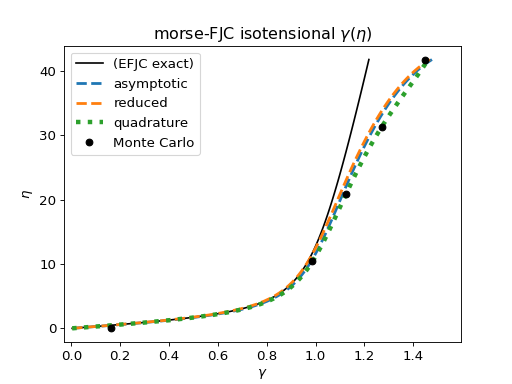 morse-FJC isotensional γ(η)
(EFJC exact)
asymptotic
reduced
quadrature
Monte Carlo
η
40
30
20
10
0
0.0 0.2 0.4 0.6 0.8 1.0 1.2 1.4
γ